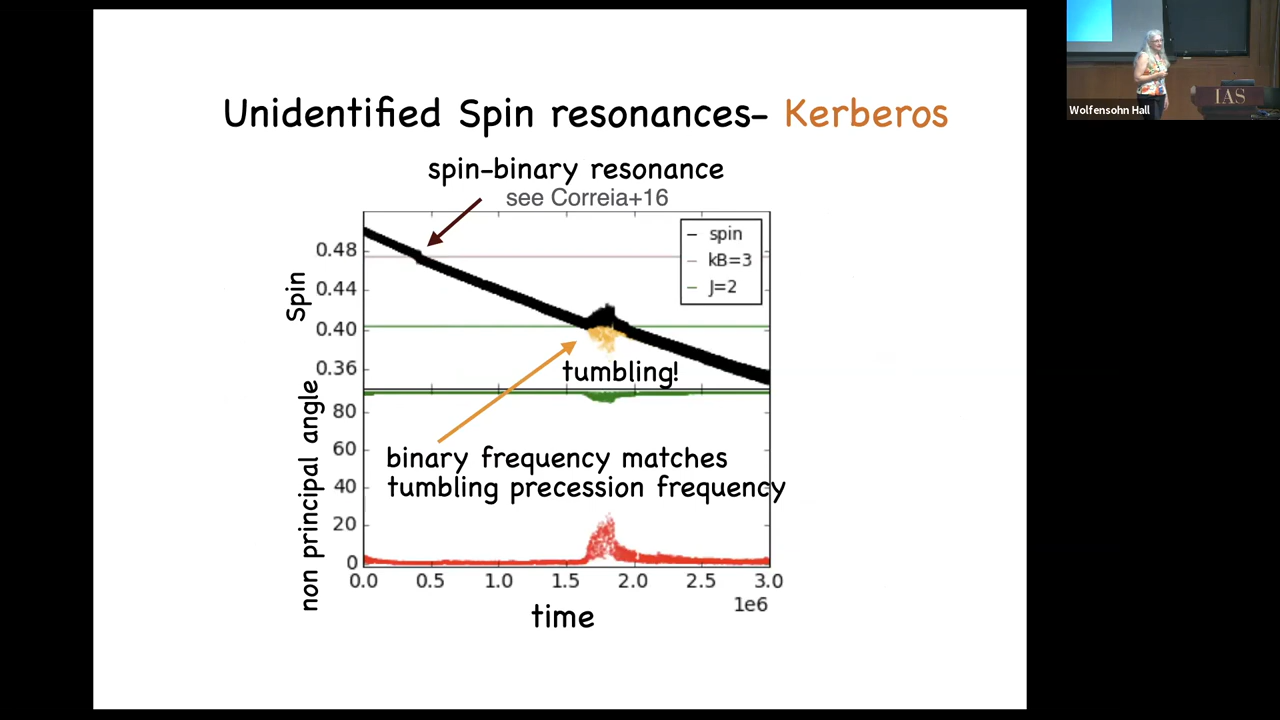 Unidentified Spin resonances- Kerberos
spin-binary resonance
see Correia+16
spin
kB=3
J=2
Spin
0.48
0.44
0.40
0.36
tumbling!
non principal angle
80
60
40
20
0
binary frequency matches
tumbling precession frequency
0.0 0.5 1.0 1.5 2.0 2.5 3.0
1e6
time
Wolfensohn Hall
IAS